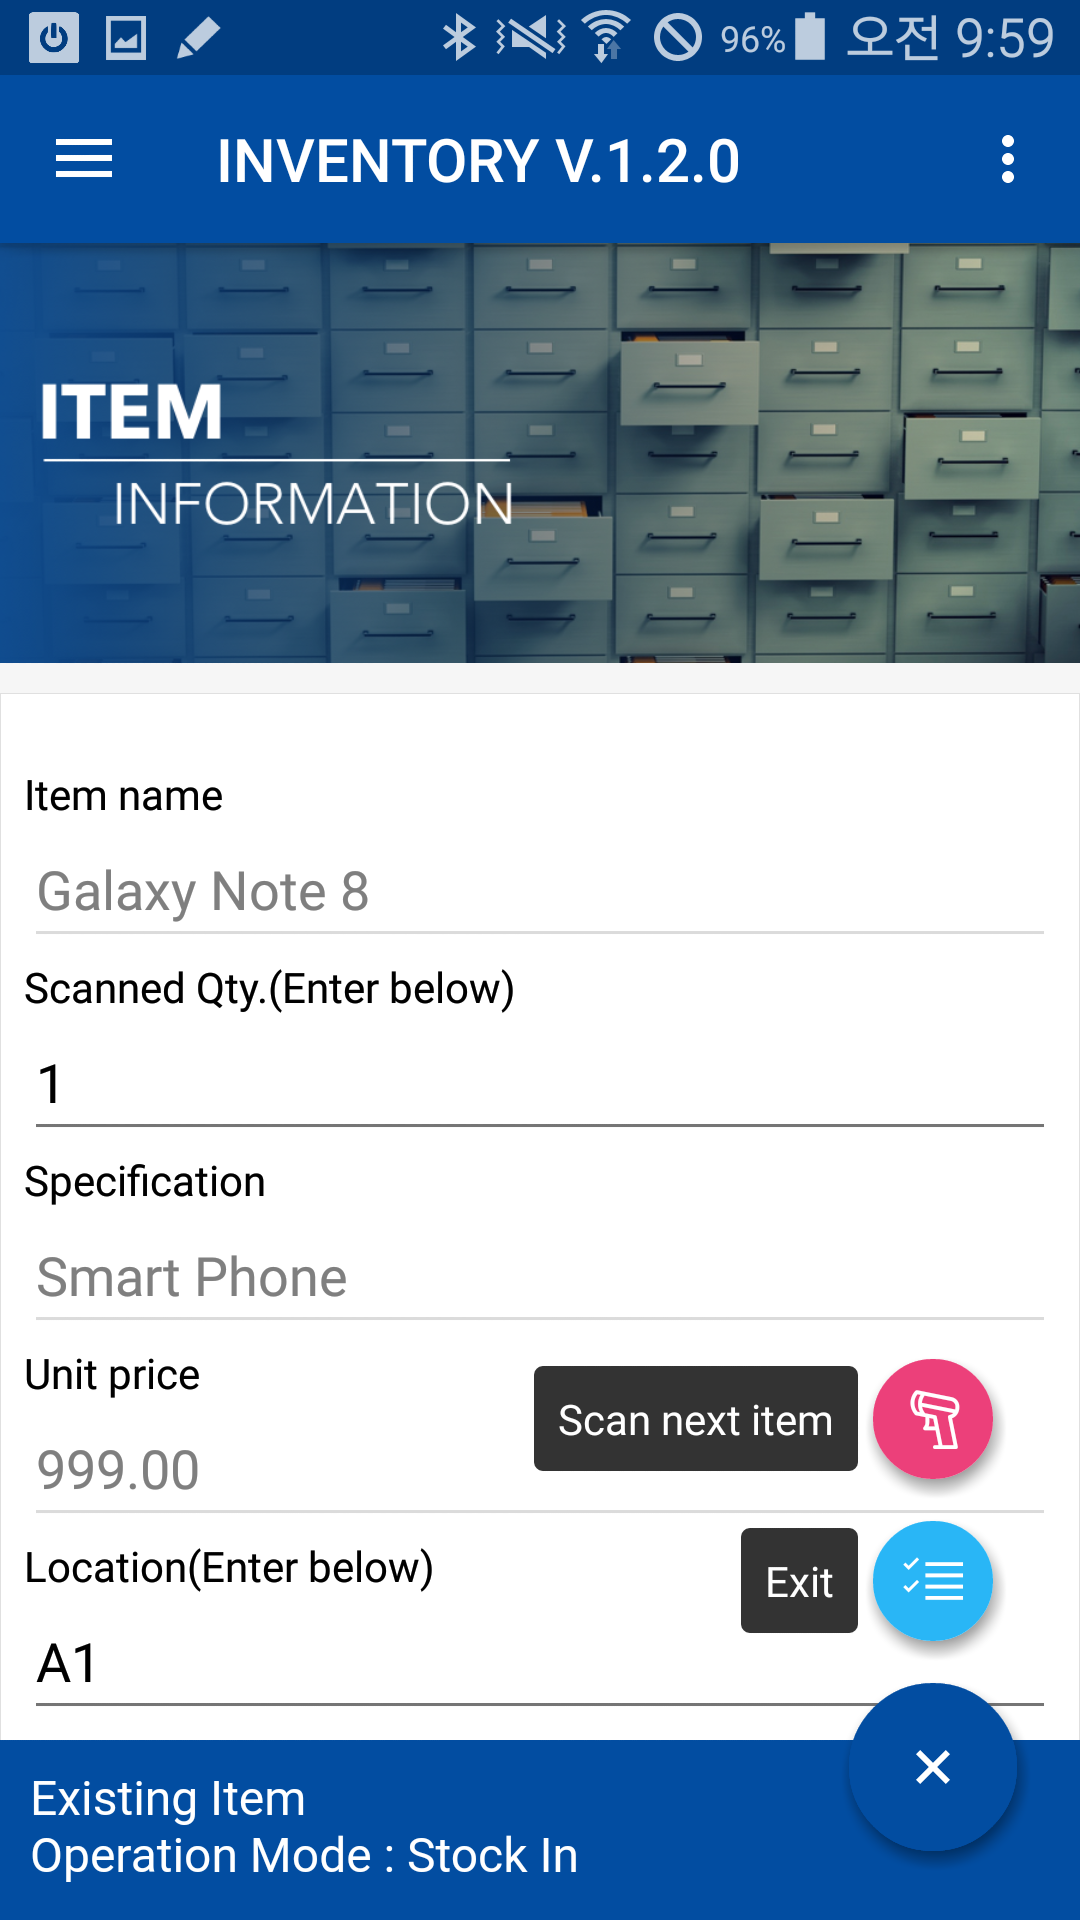 96% 오전 9:59
INVENTORY V.1.2.0
ITEM
INFORMATION
Item name
Galaxy Note 8
Scanned Qty.(Enter below)
1
Specification
Smart Phone
Unit price
Scan next item
999.00
Location(Enter below)
Exit
A1
Existing Item
Operation Mode : Stock In